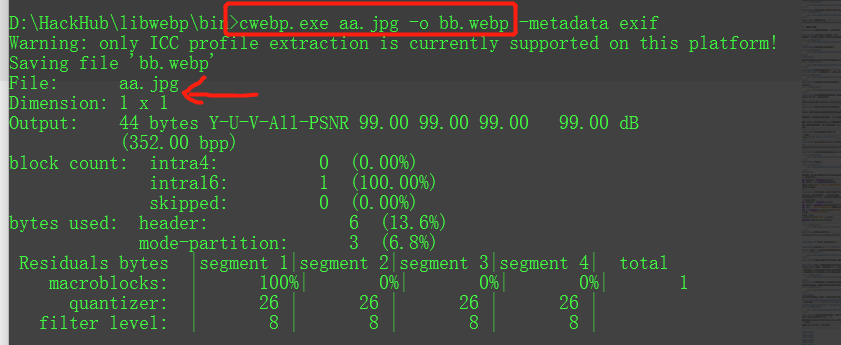 D:\HackHub\libwebp\bin>cwebp.exe aa.jpg -o bb.webp -metadata exif
Warning: only ICC profile extraction is currently supported on this platform!
Saving file 'bb.webp'
File: aa.jpg
Dimension: 1 x 1
Output: 44 bytes Y-U-V-All-PSNR 99.00 99.00 99.00 99.00 dB
(352.00 bpp)
block count: intra4: 0 (0.00%)
intra16: 1 (100.00%)
skipped: 0 (0.00%)
bytes used: header: 6 (13.6%)
mode-partition: 3 (6.8%)
Residuals bytes |segment 1|segment 2|segment 3|segment 4| total
macroblocks: | 100%| 0%| 0%| 0%| 1
quantizer: | 26 | 26 | 26 | 26 |
filter level: | 8 | 8 | 8 | 8 |